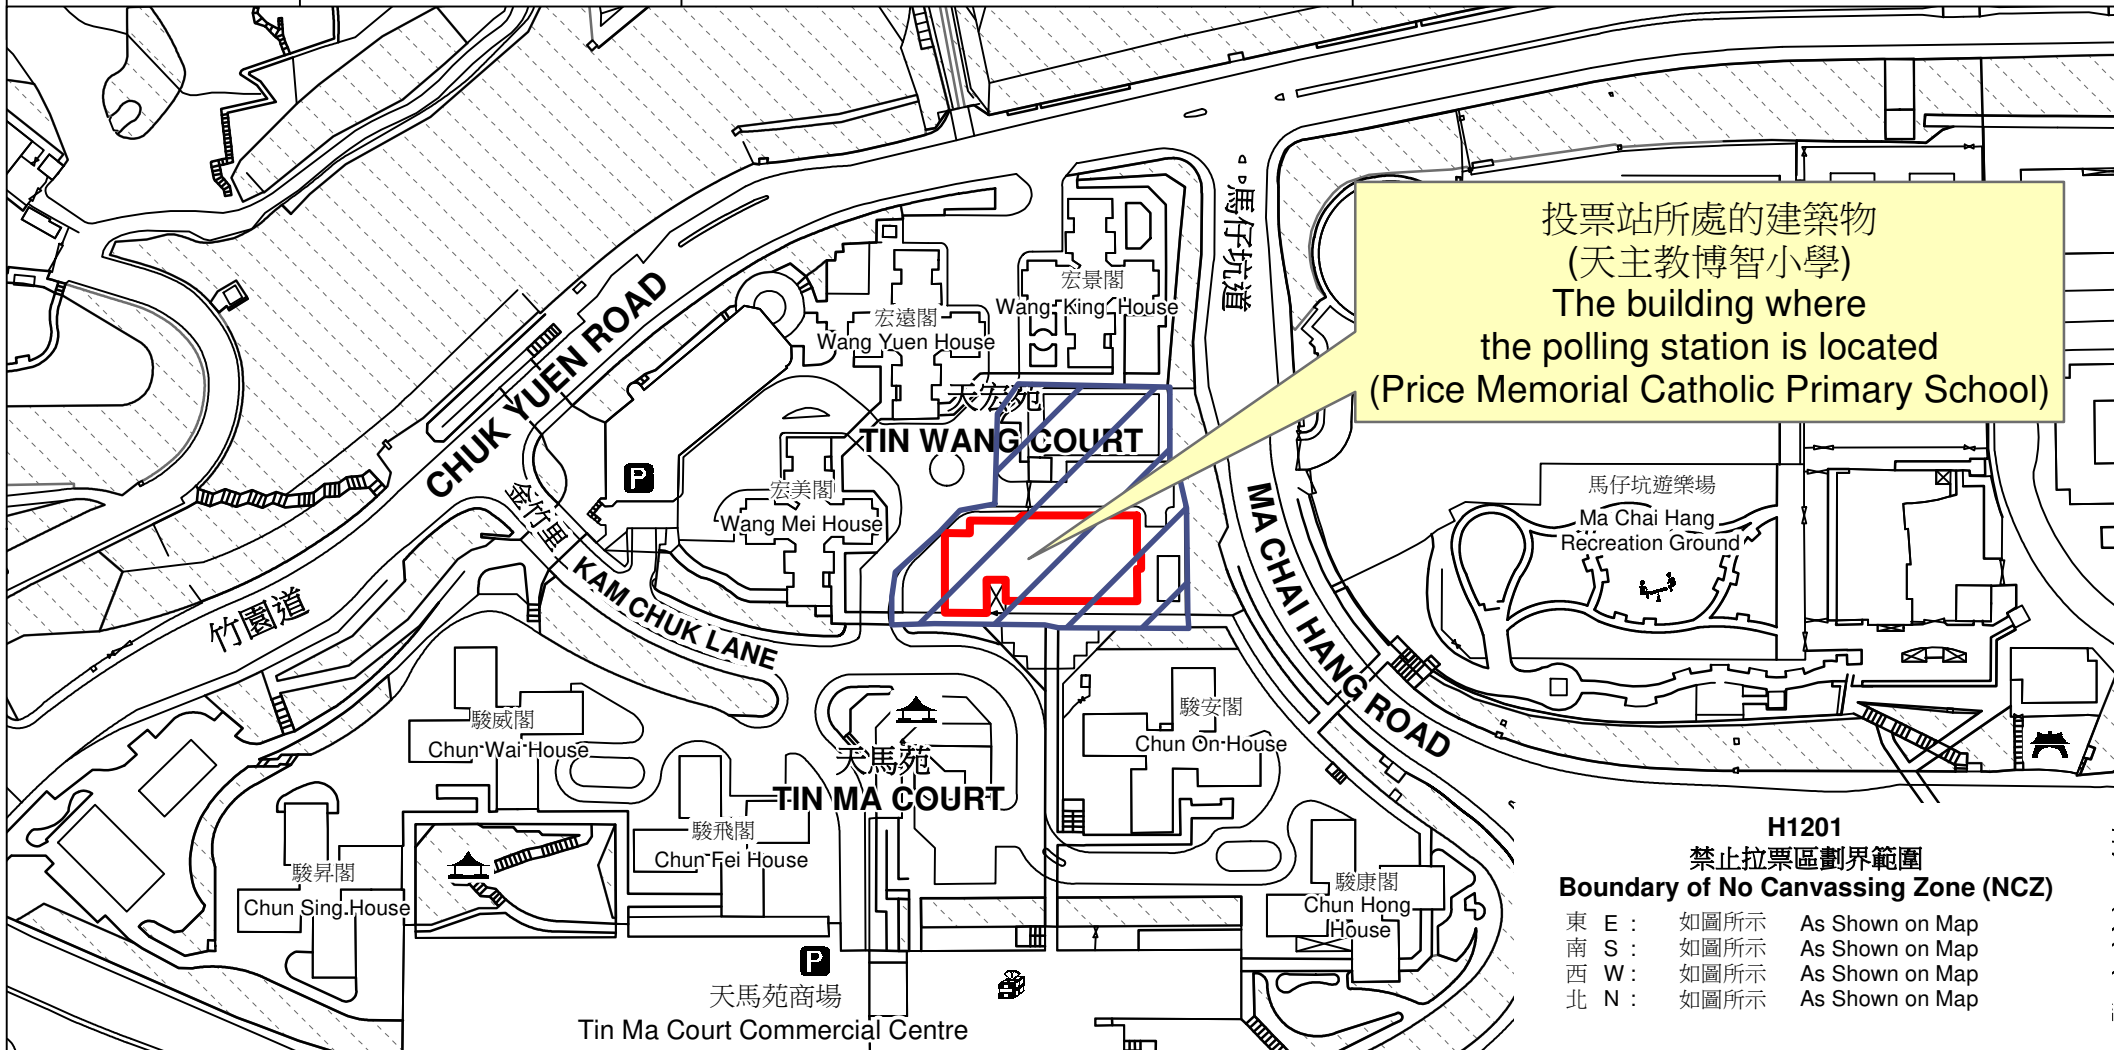 投票站所處的建築物
(天主教博智小學)
The building where
the polling station is located
(Price Memorial Catholic Primary School)
馬仔坑道
宏景閣
Wang King House
宏遠閣
Wang Yuen House
CHUK YUEN ROAD
天宏苑
TIN WANG COURT
P
宏美閣
Wang Mei House
金竹里
KAM CHUK LANE
竹園道
MA CHAI HANG ROAD
馬仔坑遊樂場
Ma Chai Hang
Recreation Ground
駿威閣
Chun Wai House
駿安閣
Chun On House
天馬苑
TIN MA COURT
駿飛閣
Chun Fei House
駿昇閣
Chun Sing House
駿康閣
Chun Hong
House
P
天馬苑商場
Tin Ma Court Commercial Centre
H1201
禁止拉票區劃界範圍
Boundary of No Canvassing Zone (NCZ)
東 E : 如圖所示 As Shown on Map
南 S : 如圖所示 As Shown on Map
西 W : 如圖所示 As Shown on Map
北 N : 如圖所示 As Shown on Map